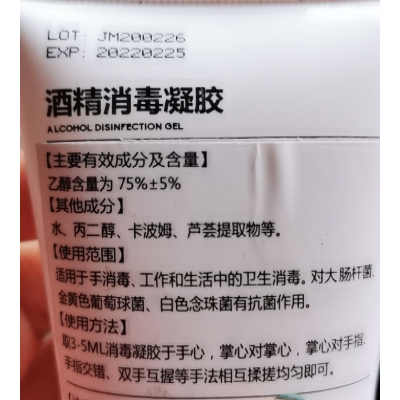 LOT: JM200226
EXP: 20220225
酒精消毒凝胶
ALCOHOL DISINFECTION GEL
【主要有效成分及含量】
乙醇含量为 75%±5%
【其他成分】
水、丙二醇、卡波姆、芦荟提取物等。
【使用范围】
适用于手消毒、工作和生活中的卫生消毒。对大肠杆菌、
金黄色葡萄球菌、白色念珠菌有抗菌作用。
【使用方法】
取3-5ML消毒凝胶于手心，掌心对掌心，掌心对手指，
手指交错、双手互握等手法相互揉搓均匀即可。